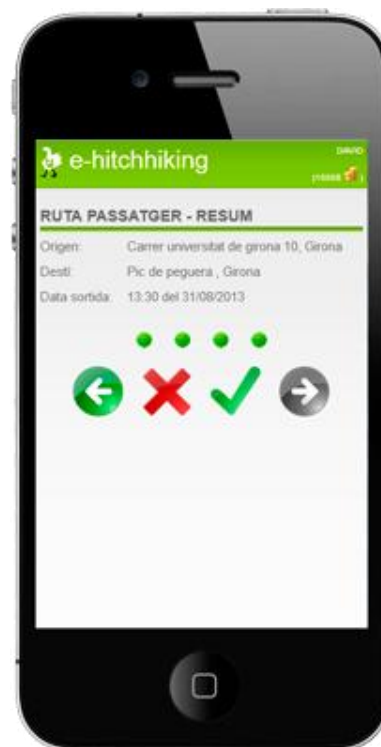 e-hitchhiking
DAVID
RUTA PASSATGER - RESUM
Origen: Carrer universitat de girona 10, Girona
Destí: Pic de peguera , Girona
Data sortida: 13:30 del 31/08/2013